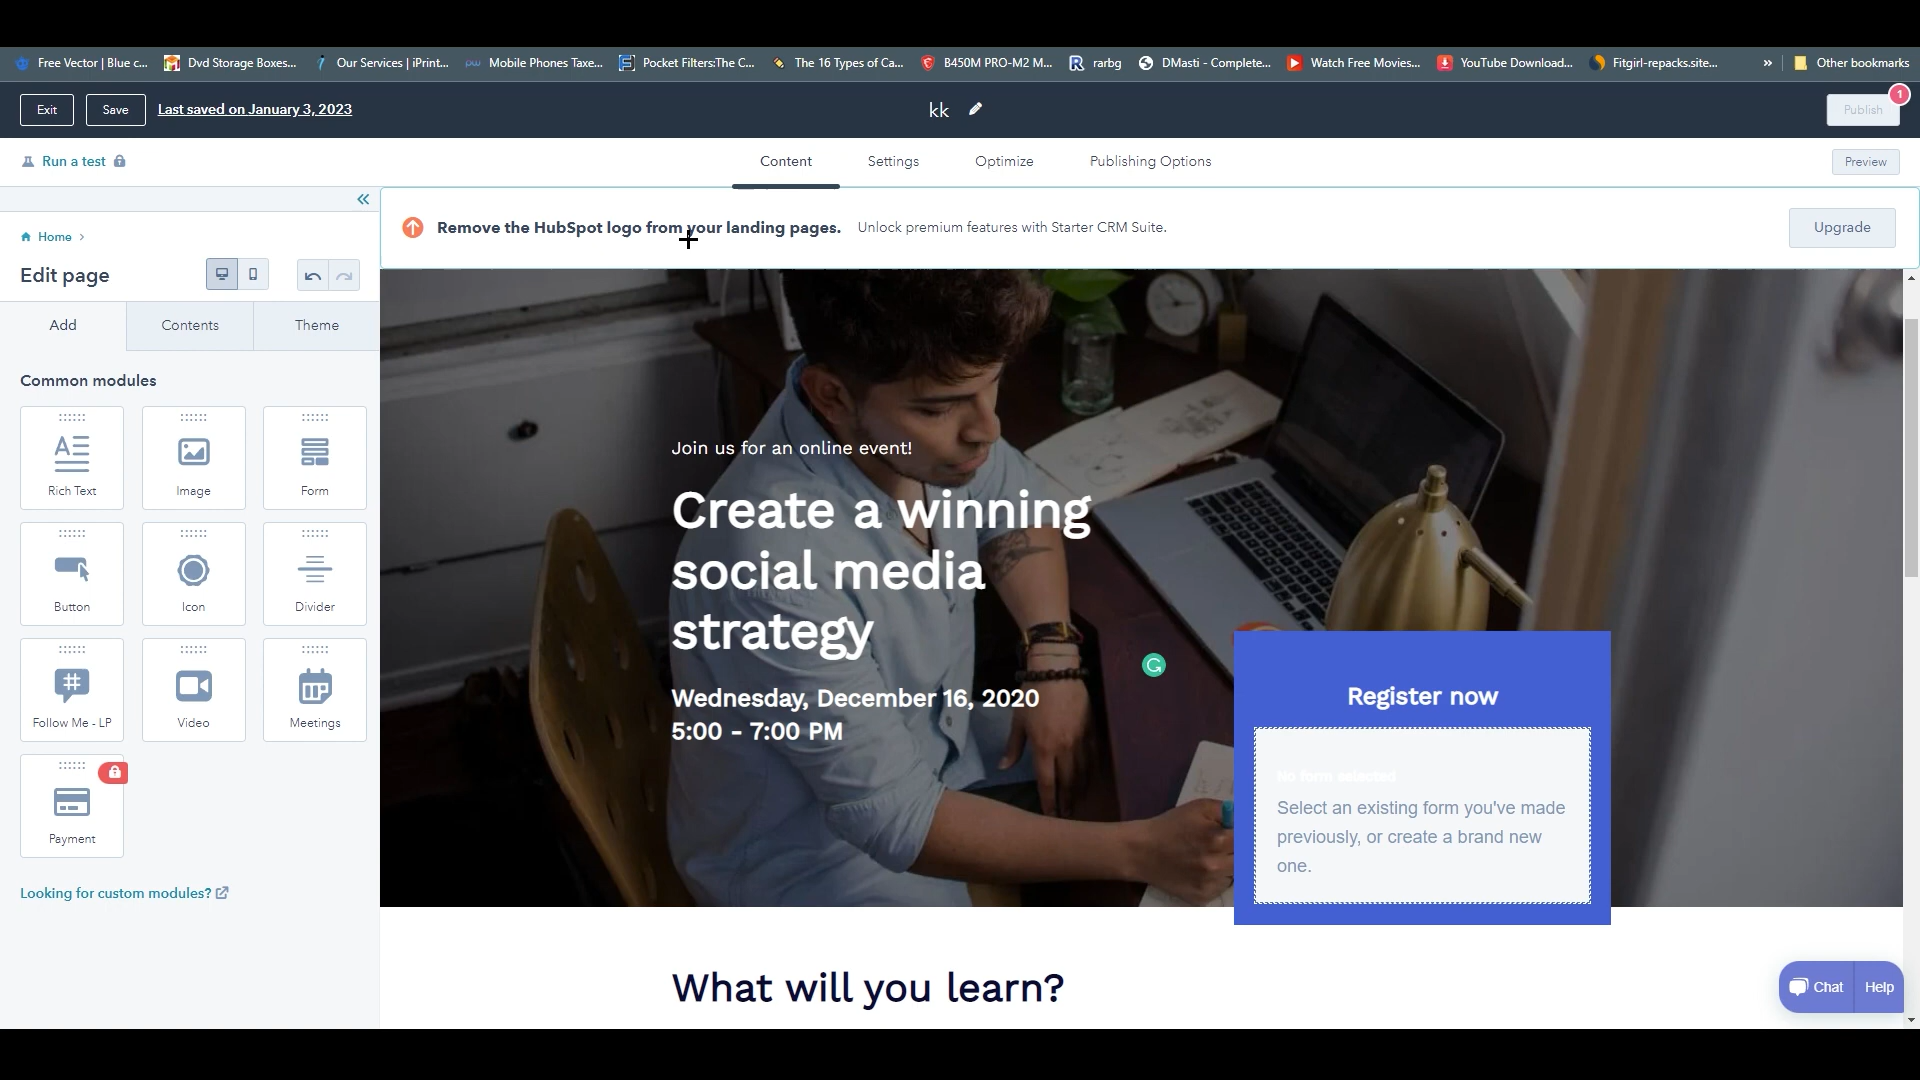 Free Vector | Blue c...
Dvd Storage Boxes...
Our Services | iPrint...
Mobile Phones Taxe...
Pocket Filters:The C...
The 16 Types of Ca...
B450M PRO-M2 M...
rarbg
DMasti - Complete...
Watch Free Movies...
YouTube Download...
Fitgirl-repacks.site...
»
Other bookmarks
Exit
Save
Last saved on January 3, 2023
kk
Publish
1
Run a test
Content
Settings
Optimize
Publishing Options
Preview
Remove the HubSpot logo from your landing pages. Unlock premium features with Starter CRM Suite.
Upgrade
Home
Edit page
Add
Contents
Theme
Common modules
Rich Text
Image
Form
Button
Icon
Divider
Follow Me - LP
Video
Meetings
Payment
Looking for custom modules?
Join us for an online event!
Create a winning
social media
strategy
Wednesday, December 16, 2020
5:00 - 7:00 PM
Register now
No form selected
Select an existing form you've made
previously, or create a brand new
one.
What will you learn?
Chat
Help